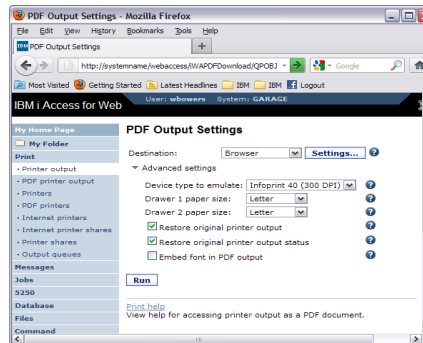 PDF Output Settings - Mozilla Firefox
File Edit View History Bookmarks Tools Help
IBM PDF Output Settings +
http://systemname/webaccess/iWAPDFDownload/QPOBJ
Google
Most Visited Getting Started Latest Headlines IBM IBM Logout
IBM i Access for Web
User: wbowers System: GARAGE
My Home Page
My Folder
Print
• Printer output
• PDF printer output
• Printers
• PDF printers
• Internet printers
• Internet printer shares
• Printer shares
• Output queues
Messages
Jobs
5250
Database
Files
Command
PDF Output Settings
Destination: Browser Settings... ?
Advanced settings
Device type to emulate: Infoprint 40 (300 DPI) ?
Drawer 1 paper size: Letter ?
Drawer 2 paper size: Letter ?
Restore original printer output ?
Restore original printer output status ?
Embed font in PDF output ?
Run
Print help
View help for accessing printer output as a PDF document.